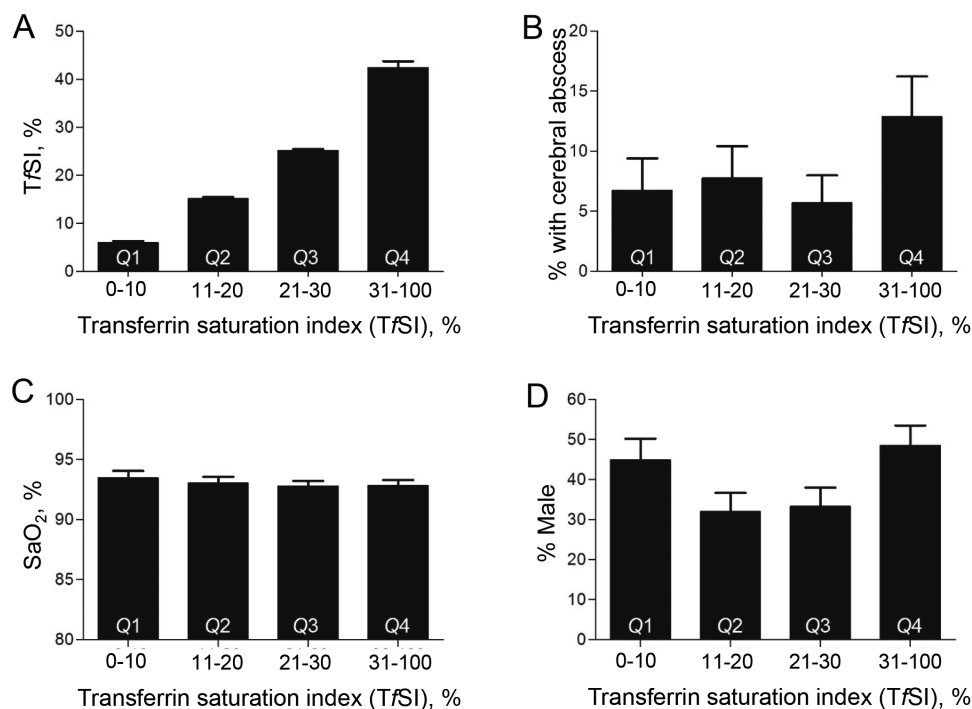 A
TfSI, %
50
40
30
20
10
0
Q1 Q2 Q3 Q4
0-10 11-20 21-30 31-100
Transferrin saturation index (TfSI), %
B
% with cerebral abscess
20
15
10
5
0
Q1 Q2 Q3 Q4
0-10 11-20 21-30 31-100
Transferrin saturation index (TfSI), %
C
SaO₂, %
100
95
90
85
80
Q1 Q2 Q3 Q4
0-10 11-20 21-30 31-100
Transferrin saturation index (TfSI), %
D
% Male
60
50
40
30
20
10
0
Q1 Q2 Q3 Q4
0-10 11-20 21-30 31-100
Transferrin saturation index (TfSI), %